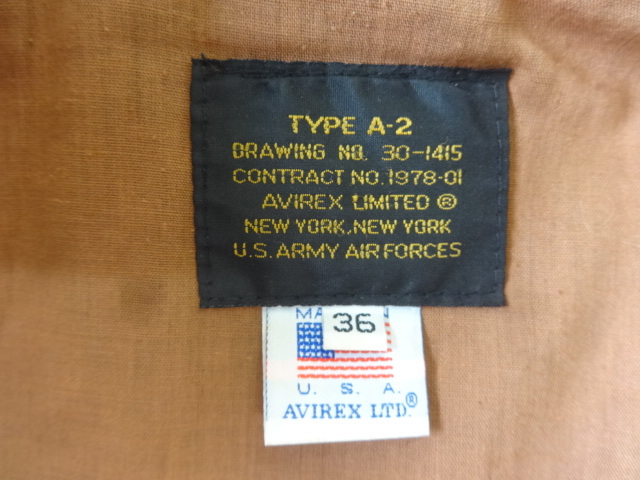 TYPE A-2
DRAWING NO. 30-1415
CONTRACT NO. 1978-01
AVIREX LIMITED ®
NEW YORK, NEW YORK
U.S. ARMY AIR FORCES
36
U. S. A.
AVIREX LTD.®